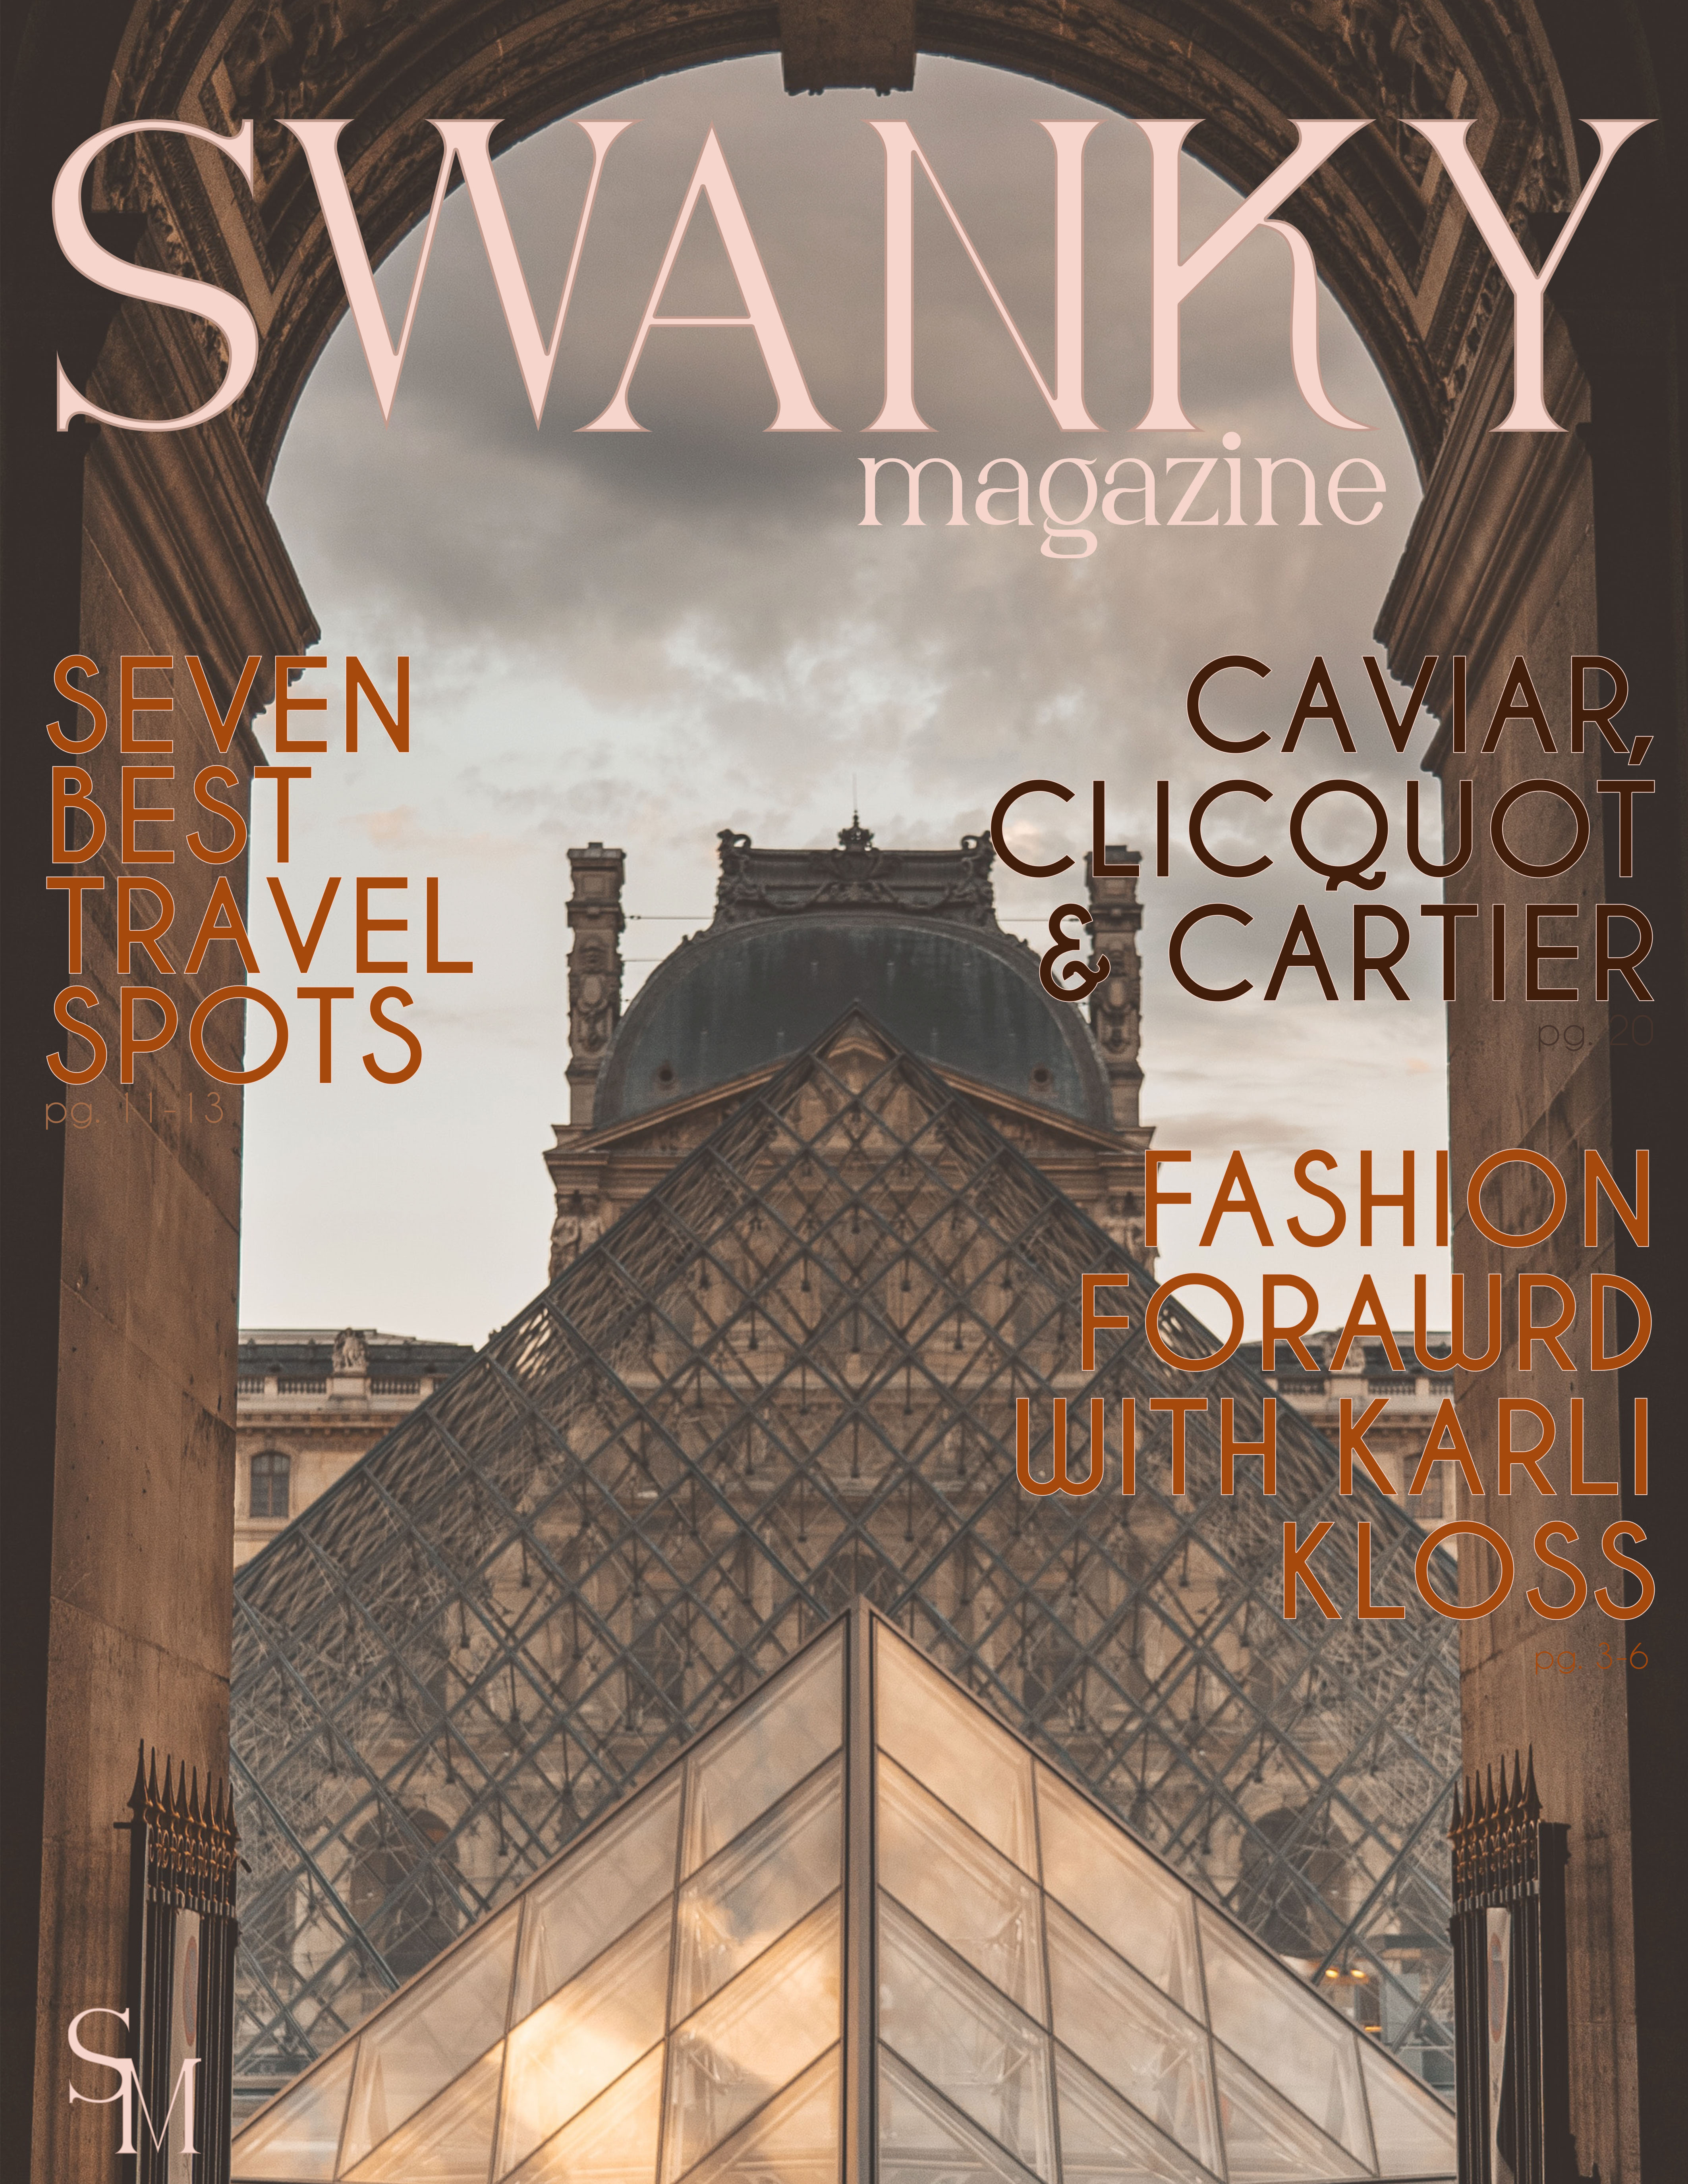 SWANKY
magazine
SEVEN
BEST
TRAVEL
SPOTS
pg. 11-13
CAVIAR,
CLICQUOT
& CARTIER
pg. 20
FASHION
FORAWRD
WITH KARLI
KLOSS
pg. 3-6
SM